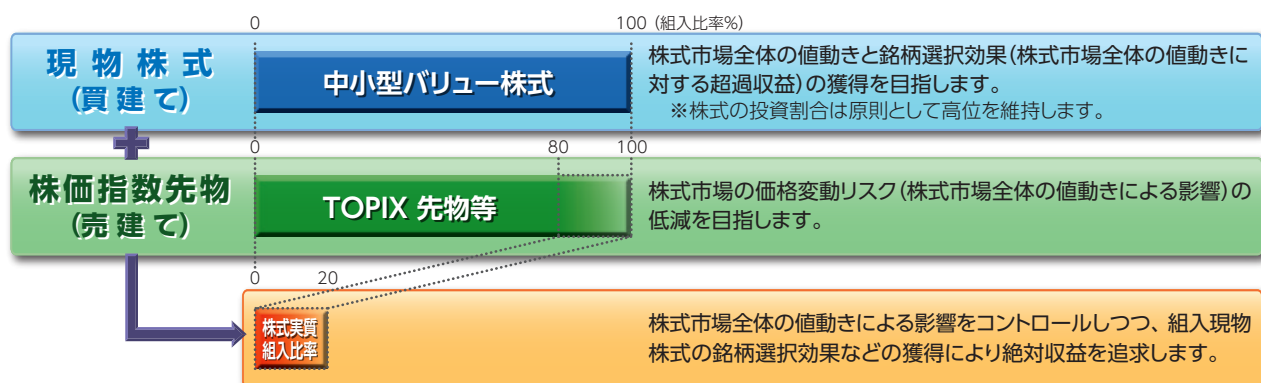 0 100 (組入比率%)
現物株式
(買建て)
中小型バリュー株式
株式市場全体の値動きと銘柄選択効果(株式市場全体の値動きに
対する超過収益)の獲得を目指します。
※株式の投資割合は原則として高位を維持します。
0 80 100
株価指数先物
(売建て)
TOPIX 先物等
株式市場の価格変動リスク(株式市場全体の値動きによる影響)の
低減を目指します。
0 20
株式実質
組入比率
株式市場全体の値動きによる影響をコントロールしつつ、組入現物
株式の銘柄選択効果などの獲得により絶対収益を追求します。